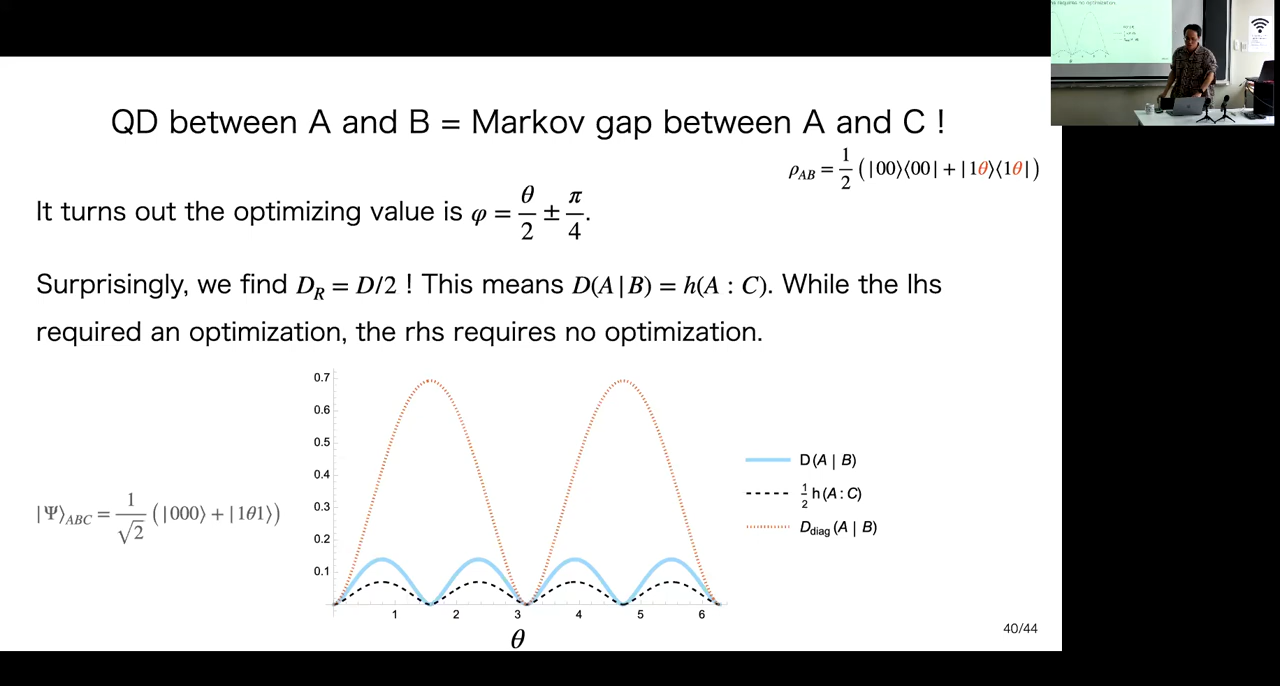 QD between A and B = Markov gap between A and C !
ρ_AB = 1/2 (|00⟩⟨00| + |1θ⟩⟨1θ|)
It turns out the optimizing value is φ = θ/2 ± π/4.
Surprisingly, we find D_R = D/2 ! This means D(A|B) = h(A : C). While the lhs
required an optimization, the rhs requires no optimization.
0.7
0.6
0.5
0.4
0.3
0.2
0.1
1 2 3 4 5 6
θ
D(A | B)
1/2 h(A : C)
D_diag(A | B)
|Ψ⟩_ABC = 1/√2 (|000⟩ + |1θ1⟩)
40/44